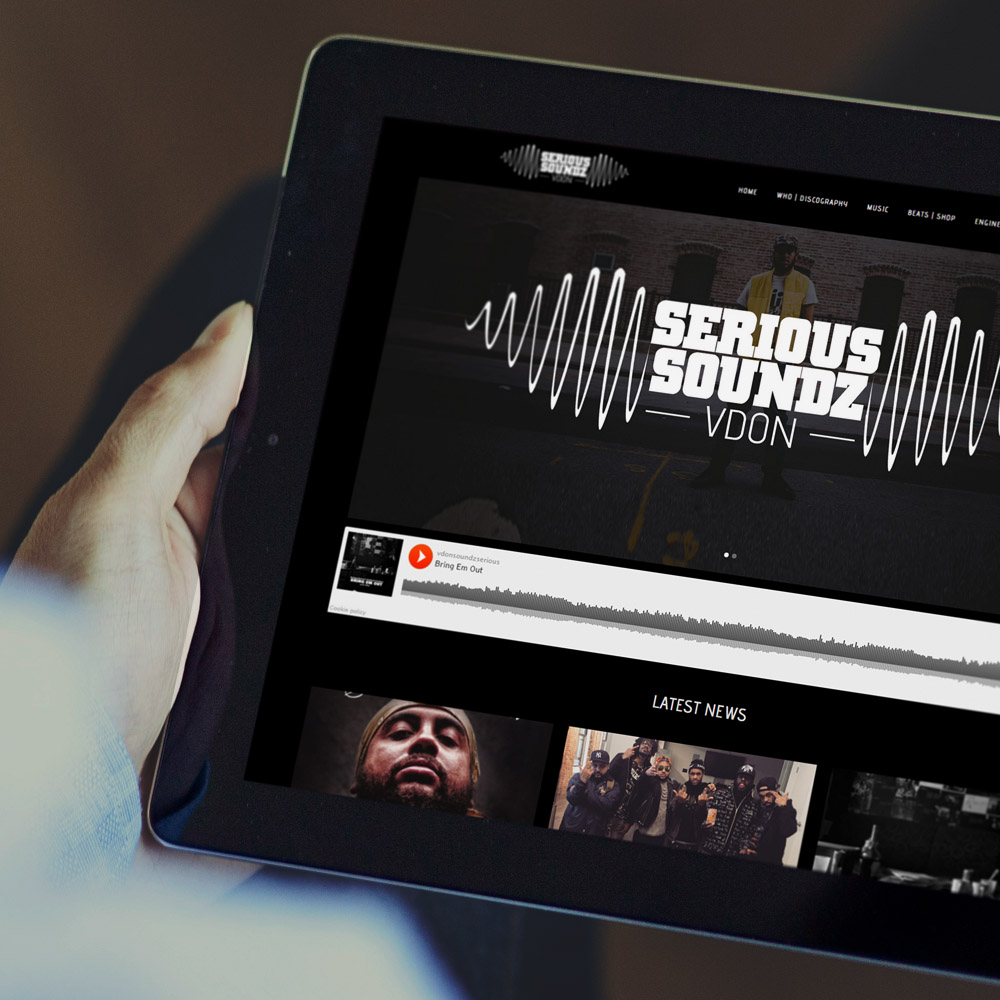 SERIOUS
SOUNDZ
VDON
HOME WHO | DISCOGRAPHY MUSIC BEATS | SHOP ENGINE
SERIOUS
SOUNDZ
VDON
vdonsoundzserious
Bring Em Out
BRING EM OUT
Cookie policy
LATEST NEWS